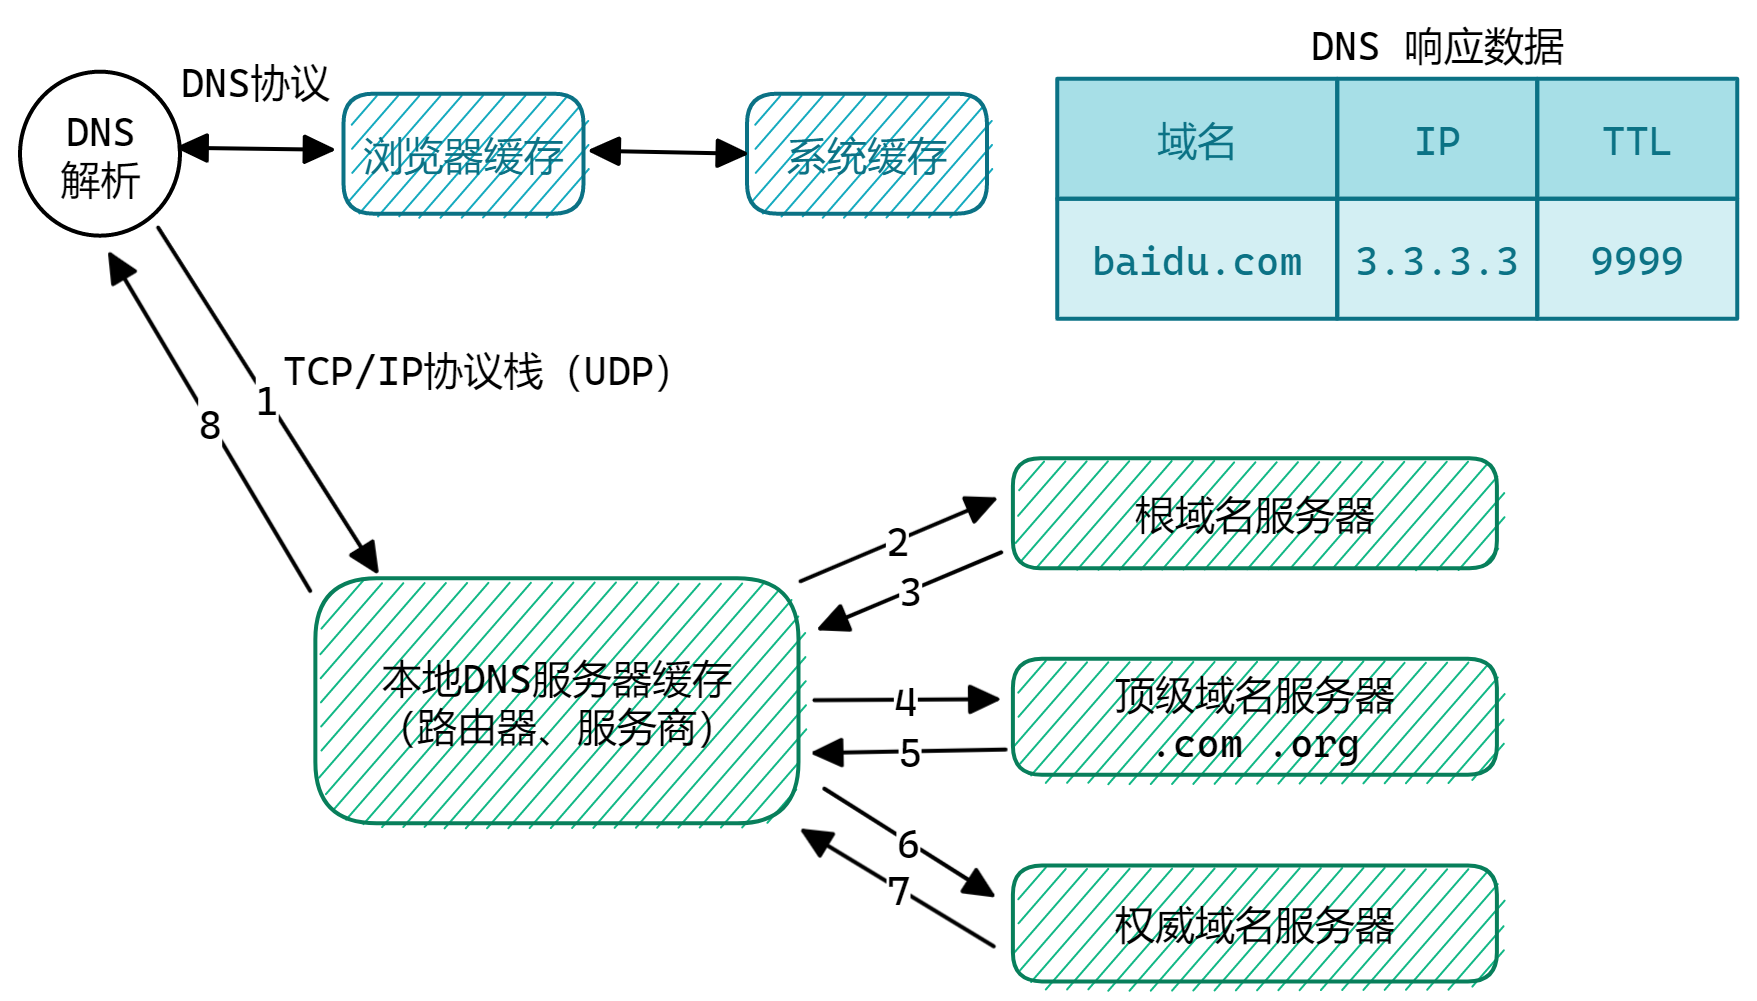 DNS
解析
DNS协议
浏览器缓存
系统缓存
DNS 响应数据
域名 IP TTL
baidu.com 3.3.3.3 9999
TCP/IP协议栈（UDP）
1
8
本地DNS服务器缓存
（路由器、服务商）
2
3
根域名服务器
4
5
顶级域名服务器
.com .org
6
7
权威域名服务器